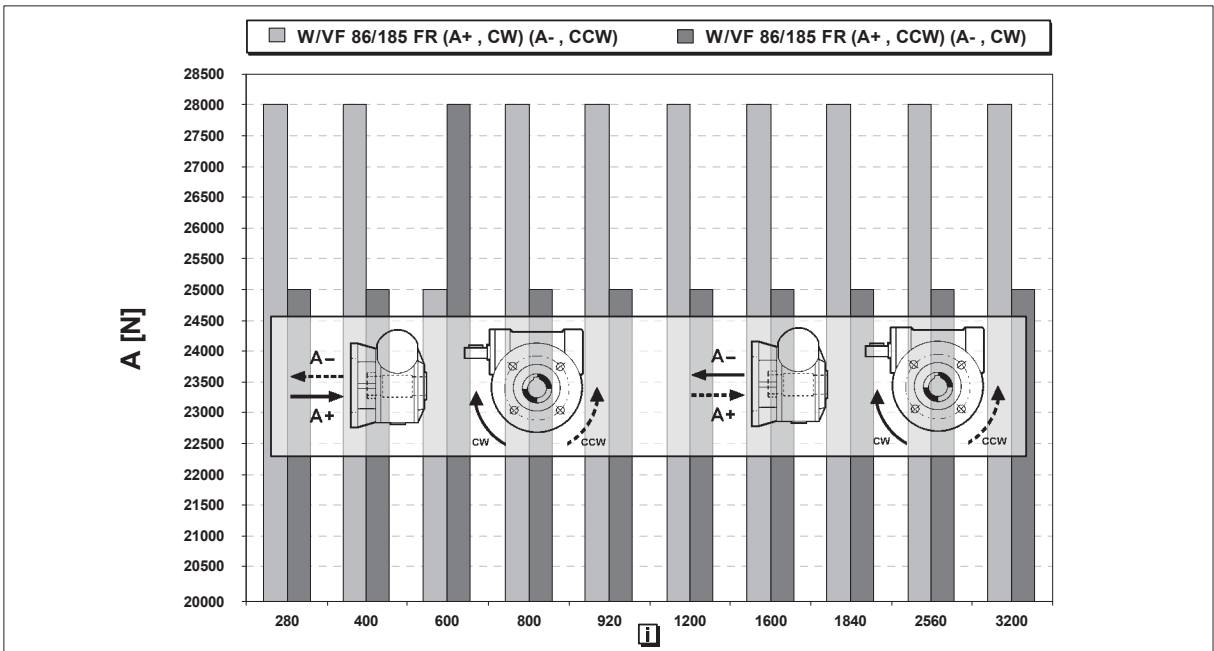 W/VF 86/185 FR (A+ , CW) (A- , CCW) W/VF 86/185 FR (A+ , CCW) (A- , CW)
28500
28000
27500
27000
26500
26000
25500
25000
24500
24000
23500
23000
22500
22000
21500
21000
20500
20000
A [N]
A–
A+
CW
CCW
A–
A+
CW
CCW
280 400 600 800 920 1200 1600 1840 2560 3200
i